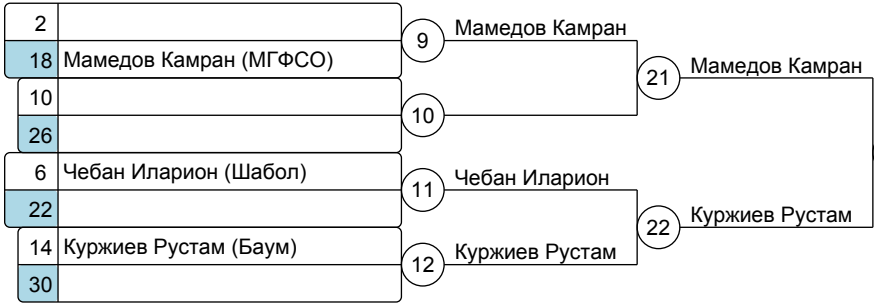 2
18 Мамедов Камран (МГФСО)
10
26
6 Чебан Иларион (Шабол)
22
14 Куржиев Рустам (Баум)
30
9 Мамедов Камран
10
11 Чебан Иларион
12 Куржиев Рустам
21 Мамедов Камран
22 Куржиев Рустам